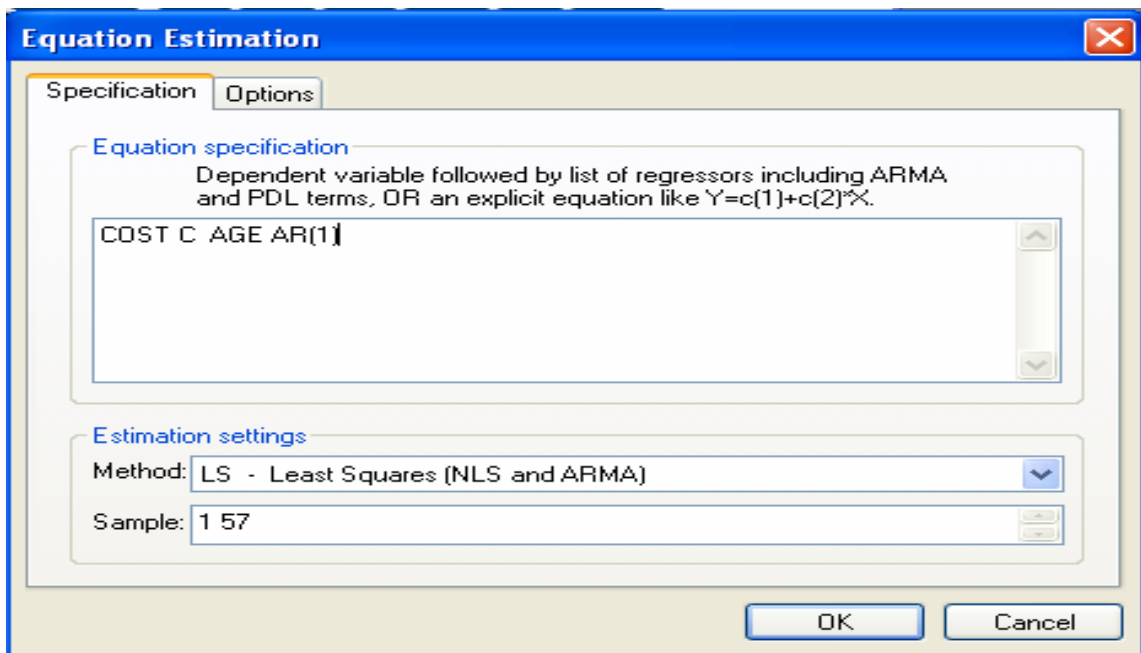 Equation Estimation
Specification
Options
Equation specification
Dependent variable followed by list of regressors including ARMA
and PDL terms, OR an explicit equation like Y=c(1)+c(2)*X.
COST C AGE AR(1)
Estimation settings
Method: LS - Least Squares (NLS and ARMA)
Sample: 1 57
OK
Cancel